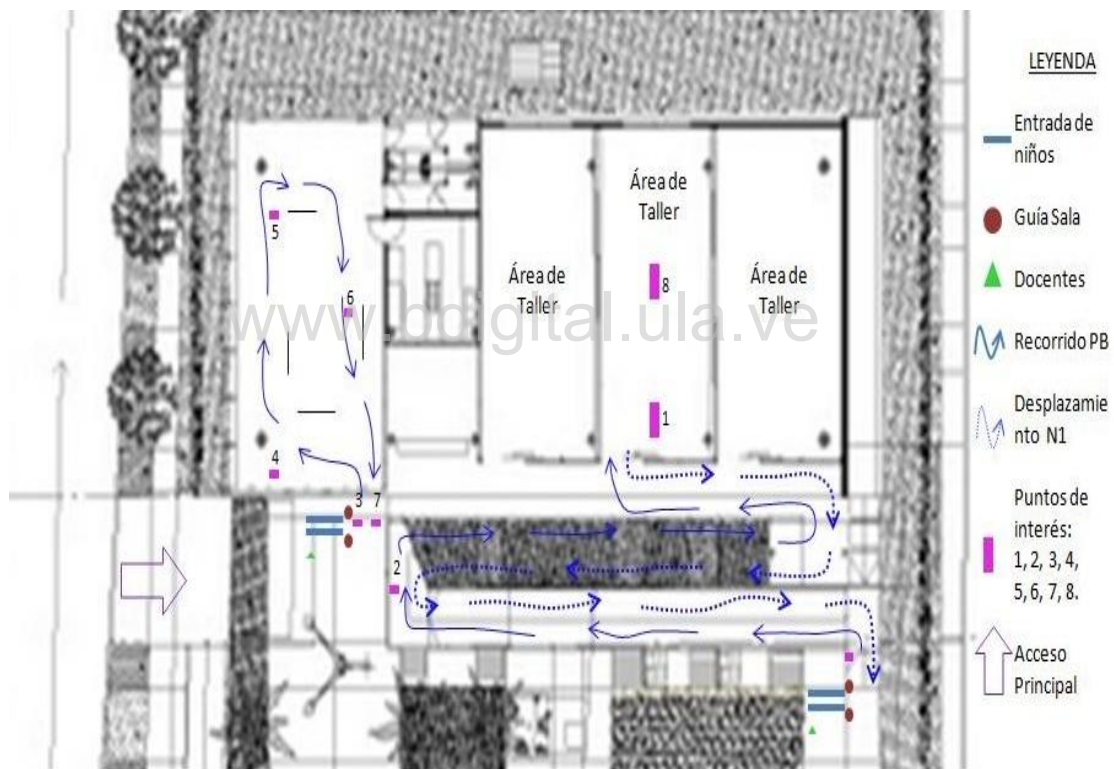 LEYENDA
Entrada de
niños
Guía Sala
Docentes
Recorrido PB
Desplazamie
nto N1
Puntos de
interés:
1, 2, 3, 4,
5, 6, 7, 8.
Acceso
Principal
Área de
Taller
Área de
Taller
Área de
Taller
5
6
8
1
4
3
7
2
www.bdigital.ula.ve